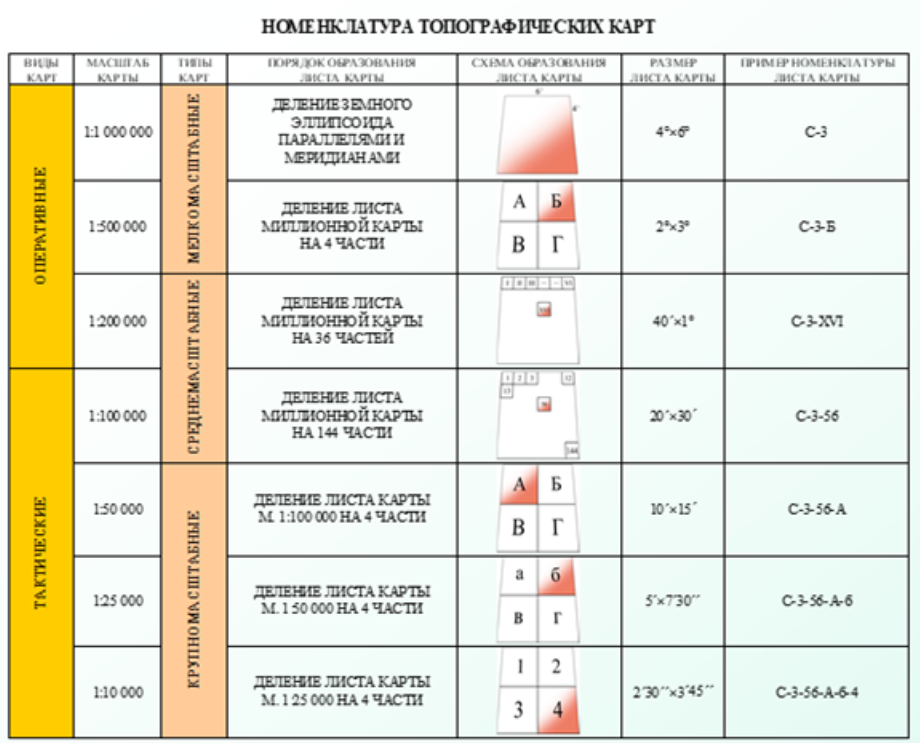 НОМЕНКЛАТУРА ТОПОГРАФИЧЕСКИХ КАРТ
ВИДЫ
КАРТ
МАСШТАБ
КАРТЫ
ТИПЫ
КАРТ
ПОРЯДОК ОБРАЗОВАНИЯ
ЛИСТА КАРТЫ
СХЕМА ОБРАЗОВАНИЯ
ЛИСТА КАРТЫ
РАЗМЕР
ЛИСТА КАРТЫ
ПРИМЕР НОМЕНКЛАТУРЫ
ЛИСТА КАРТЫ
ОПЕРАТИВНЫЕ
МЕЛКОМАСШТАБНЫЕ
1:1 000 000
ДЕЛЕНИЕ ЗЕМНОГО
ЭЛЛИПСОИДА
ПАРАЛЛЕЛЯМИ И
МЕРИДИАНАМИ
6°
4°
4°×6°
С-3
1:500 000
ДЕЛЕНИЕ ЛИСТА
МИЛЛИОННОЙ КАРТЫ
НА 4 ЧАСТИ
А Б
В Г
2°×3°
С-3-Б
СРЕДНЕМАСШТАБНЫЕ
1:200 000
ДЕЛЕНИЕ ЛИСТА
МИЛЛИОННОЙ КАРТЫ
НА 36 ЧАСТЕЙ
I II III – – VI
40´×1°
С-3-XVI
ТАКТИЧЕСКИЕ
1:100 000
ДЕЛЕНИЕ ЛИСТА
МИЛЛИОННОЙ КАРТЫ
НА 144 ЧАСТИ
1 2 3 12
13
56
144
20´×30´
С-3-56
КРУПНОМАСШТАБНЫЕ
1:50 000
ДЕЛЕНИЕ ЛИСТА КАРТЫ
М. 1:100 000 НА 4 ЧАСТИ
А Б
В Г
10´×15´
С-3-56-А
1:25 000
ДЕЛЕНИЕ ЛИСТА КАРТЫ
М. 1:50 000 НА 4 ЧАСТИ
а б
в г
5´×7´30´´
С-3-56-А-б
1:10 000
ДЕЛЕНИЕ ЛИСТА КАРТЫ
М. 1:25 000 НА 4 ЧАСТИ
1 2
3 4
2´30´´×3´45´´
С-3-56-А-б-4